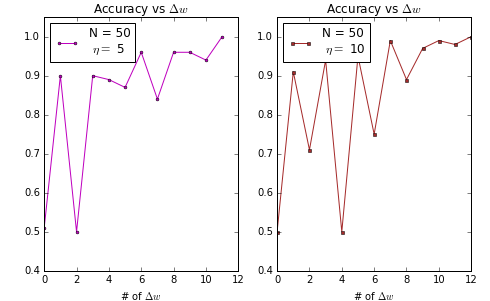 Accuracy vs Δw
N = 50
η = 5
1.0
0.9
0.8
0.7
0.6
0.5
0.4
0 2 4 6 8 10 12
# of Δw
Accuracy vs Δw
N = 50
η = 10
1.0
0.9
0.8
0.7
0.6
0.5
0.4
0 2 4 6 8 10 12
# of Δw